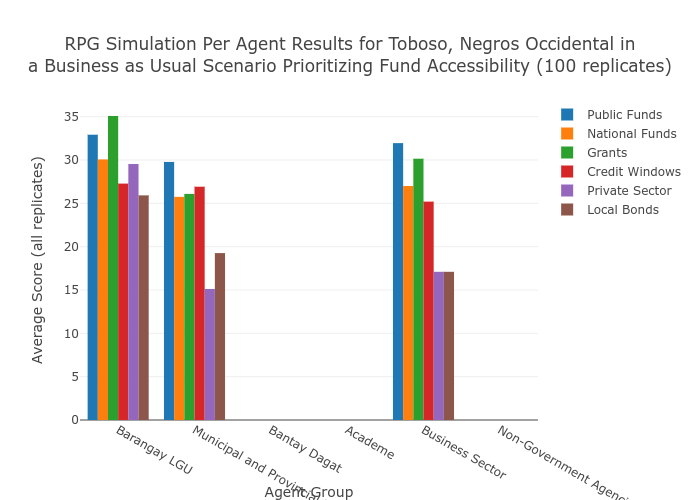 RPG Simulation Per Agent Results for Toboso, Negros Occidental in
a Business as Usual Scenario Prioritizing Fund Accessibility (100 replicates)
Public Funds
National Funds
Grants
Credit Windows
Private Sector
Local Bonds
Average Score (all replicates)
35
30
25
20
15
10
5
0
Barangay LGU
Municipal and
Bantay Dagat
Academe
Business Sector
Non-Government
Agent Group